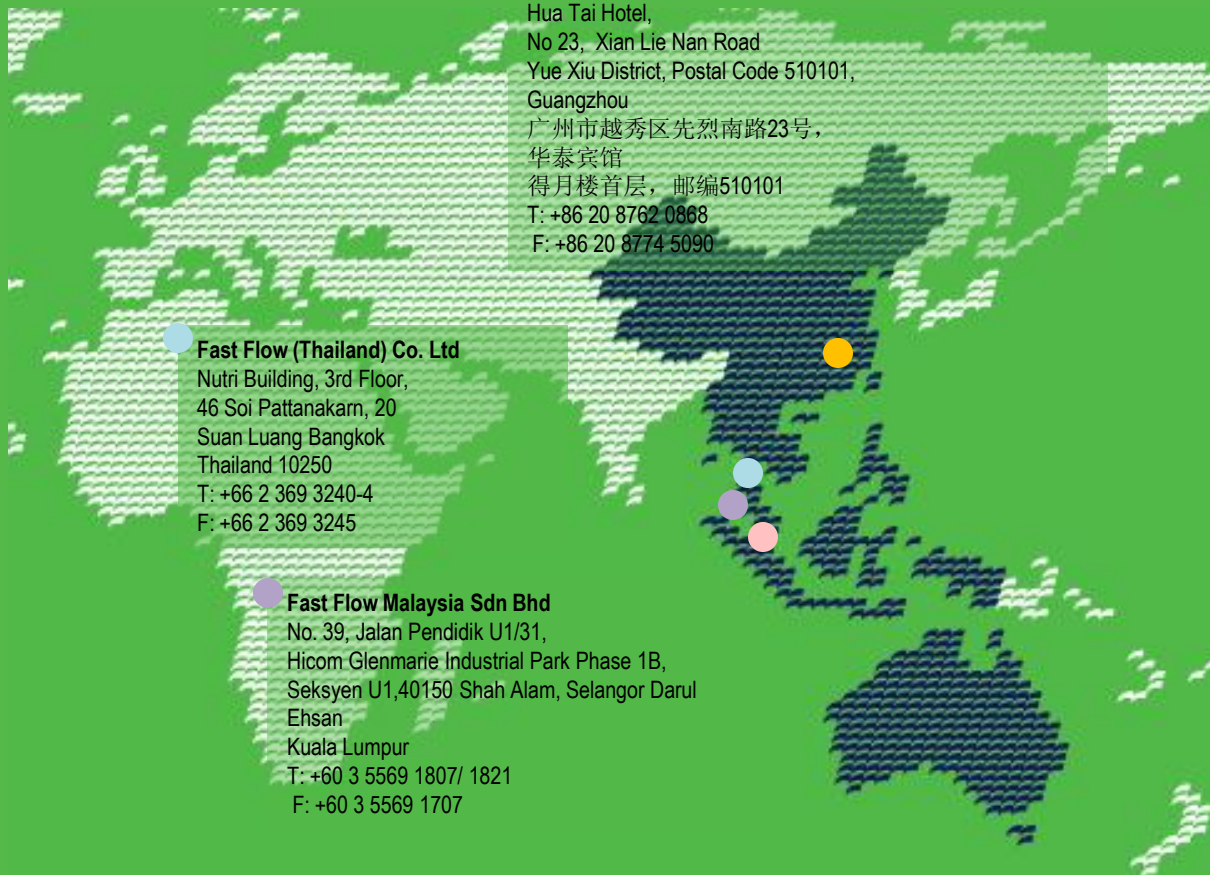 Hua Tai Hotel,
No 23, Xian Lie Nan Road
Yue Xiu District, Postal Code 510101,
Guangzhou
广州市越秀区先烈南路23号，
华泰宾馆
得月楼首层，邮编510101
T: +86 20 8762 0868
F: +86 20 8774 5090
Fast Flow (Thailand) Co. Ltd
Nutri Building, 3rd Floor,
46 Soi Pattanakarn, 20
Suan Luang Bangkok
Thailand 10250
T: +66 2 369 3240-4
F: +66 2 369 3245
Fast Flow Malaysia Sdn Bhd
No. 39, Jalan Pendidik U1/31,
Hicom Glenmarie Industrial Park Phase 1B,
Seksyen U1,40150 Shah Alam, Selangor Darul
Ehsan
Kuala Lumpur
T: +60 3 5569 1807/ 1821
F: +60 3 5569 1707